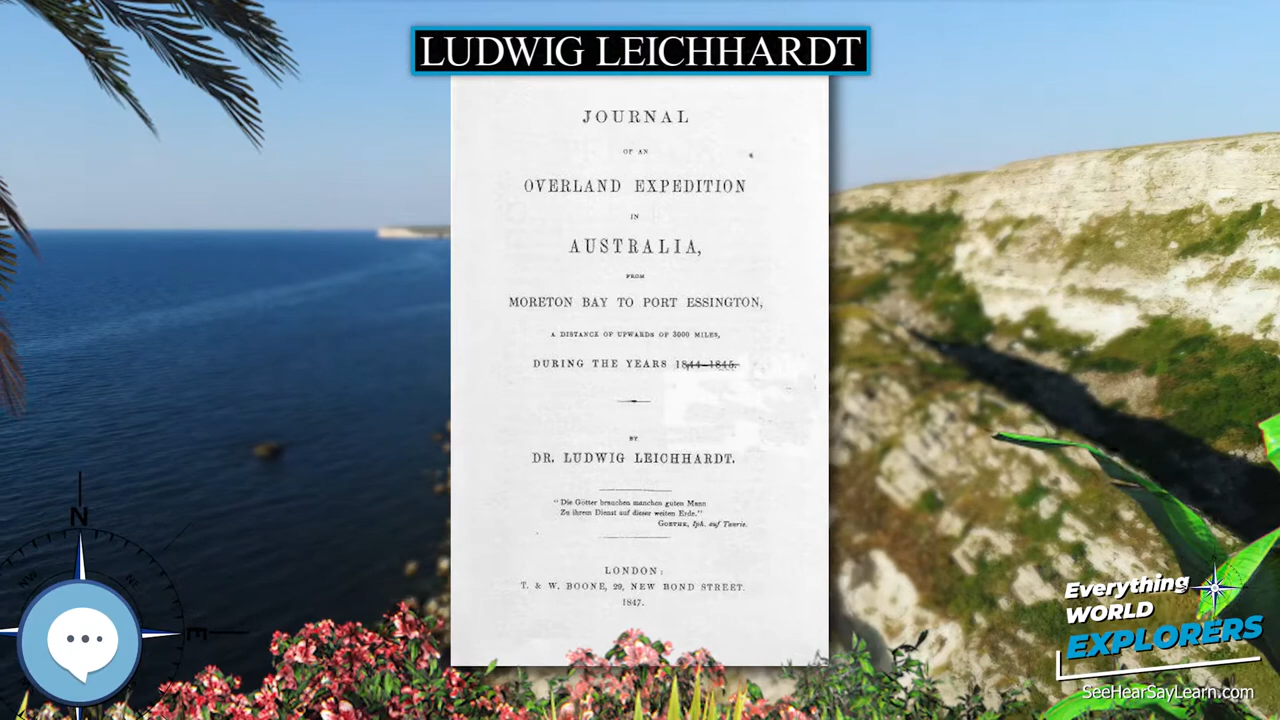 LUDWIG LEICHHARDT
JOURNAL
OF AN
OVERLAND EXPEDITION
IN
AUSTRALIA,
FROM
MORETON BAY TO PORT ESSINGTON,
A DISTANCE OF UPWARDS OF 3000 MILES,
DURING THE YEARS 1844–1845.
BY
DR. LUDWIG LEICHHARDT.
"Die Götter brauchen manchen guten Mann
Zu ihrem Dienst auf dieser weiten Erde."
GOETHE, Iph. auf Taurie.
LONDON:
T. & W. BOONE, 29, NEW BOND STREET.
1847.
N
NW
NE
E
Everything
WORLD
EXPLORERS
SeeHearSayLearn.com